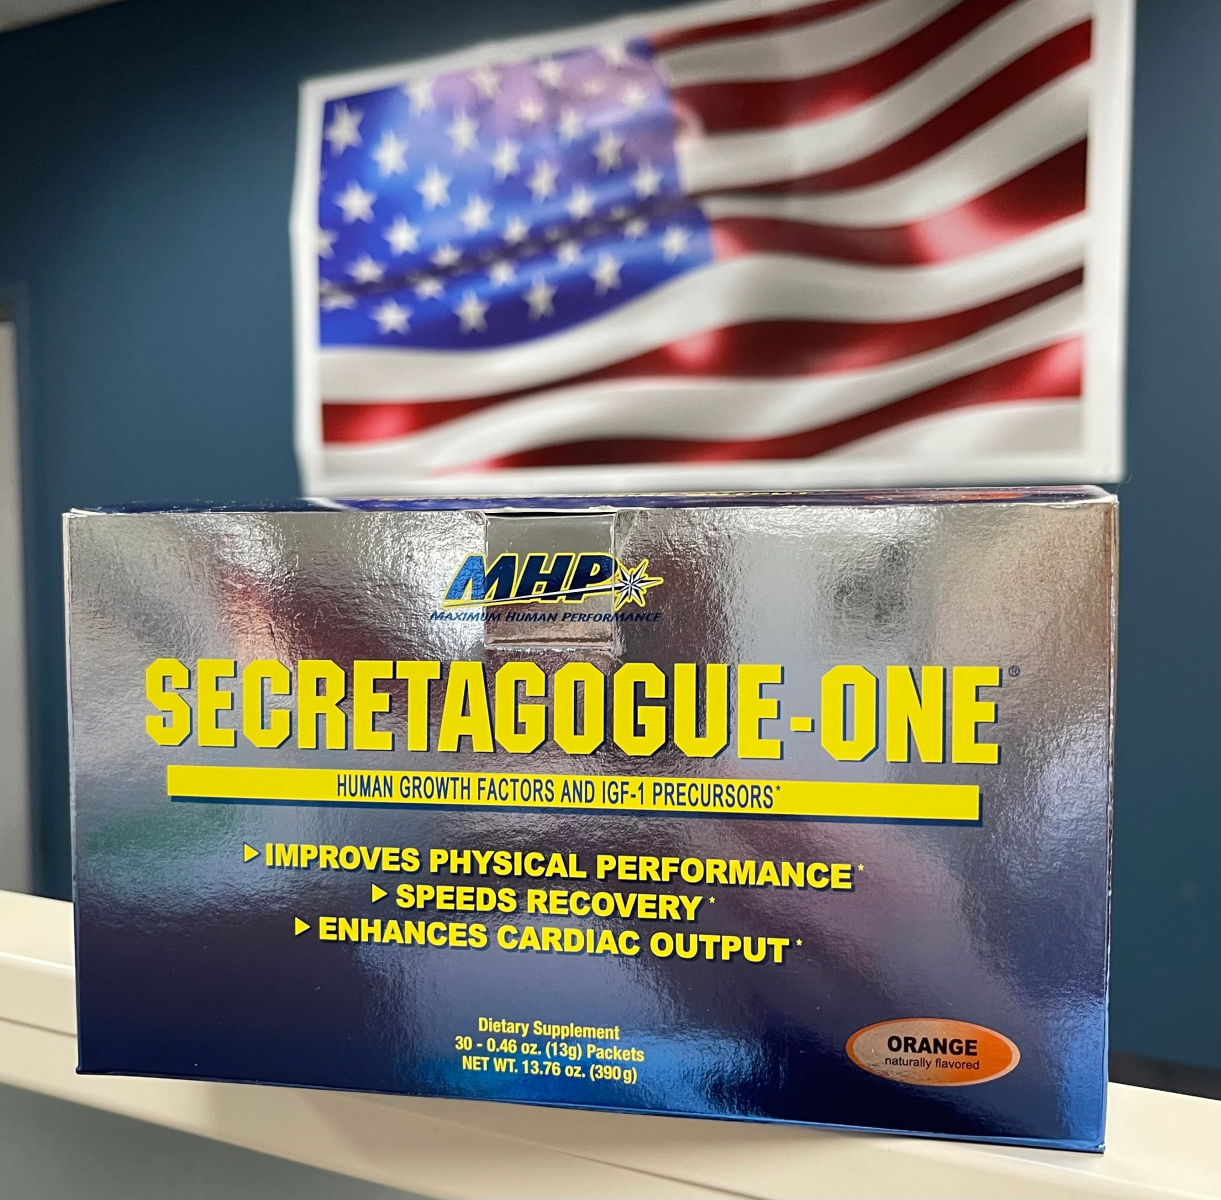 MHP
MAXIMUM HUMAN PERFORMANCE
SECRETAGOGUE-ONE®
HUMAN GROWTH FACTORS AND IGF-1 PRECURSORS*
IMPROVES PHYSICAL PERFORMANCE*
SPEEDS RECOVERY*
ENHANCES CARDIAC OUTPUT*
Dietary Supplement
30 - 0.46 oz. (13g) Packets
NET WT. 13.76 oz. (390g)
ORANGE
naturally flavored